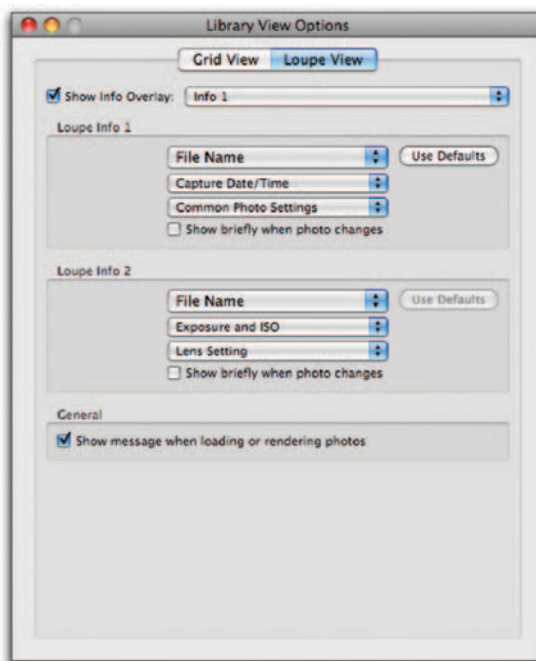 Library View Options
Grid View Loupe View
Show Info Overlay: Info 1
Loupe Info 1
File Name Use Defaults
Capture Date/Time
Common Photo Settings
Show briefly when photo changes
Loupe Info 2
File Name Use Defaults
Exposure and ISO
Lens Setting
Show briefly when photo changes
General
Show message when loading or rendering photos